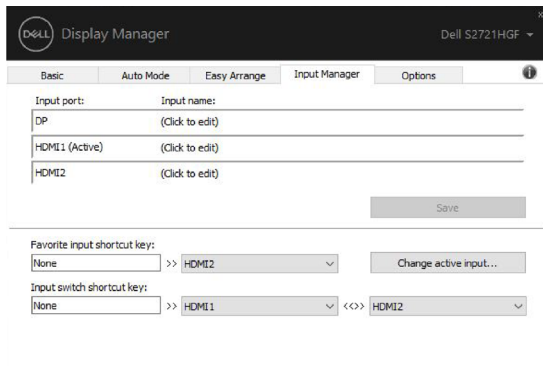 x
DELL Display Manager Dell S2721HGF
Basic Auto Mode Easy Arrange Input Manager Options i
Input port: Input name:
DP (Click to edit)
HDMI1 (Active) (Click to edit)
HDMI2 (Click to edit)
Save
Favorite input shortcut key:
None >> HDMI2 Change active input...
Input switch shortcut key:
None >> HDMI1 <<>> HDMI2